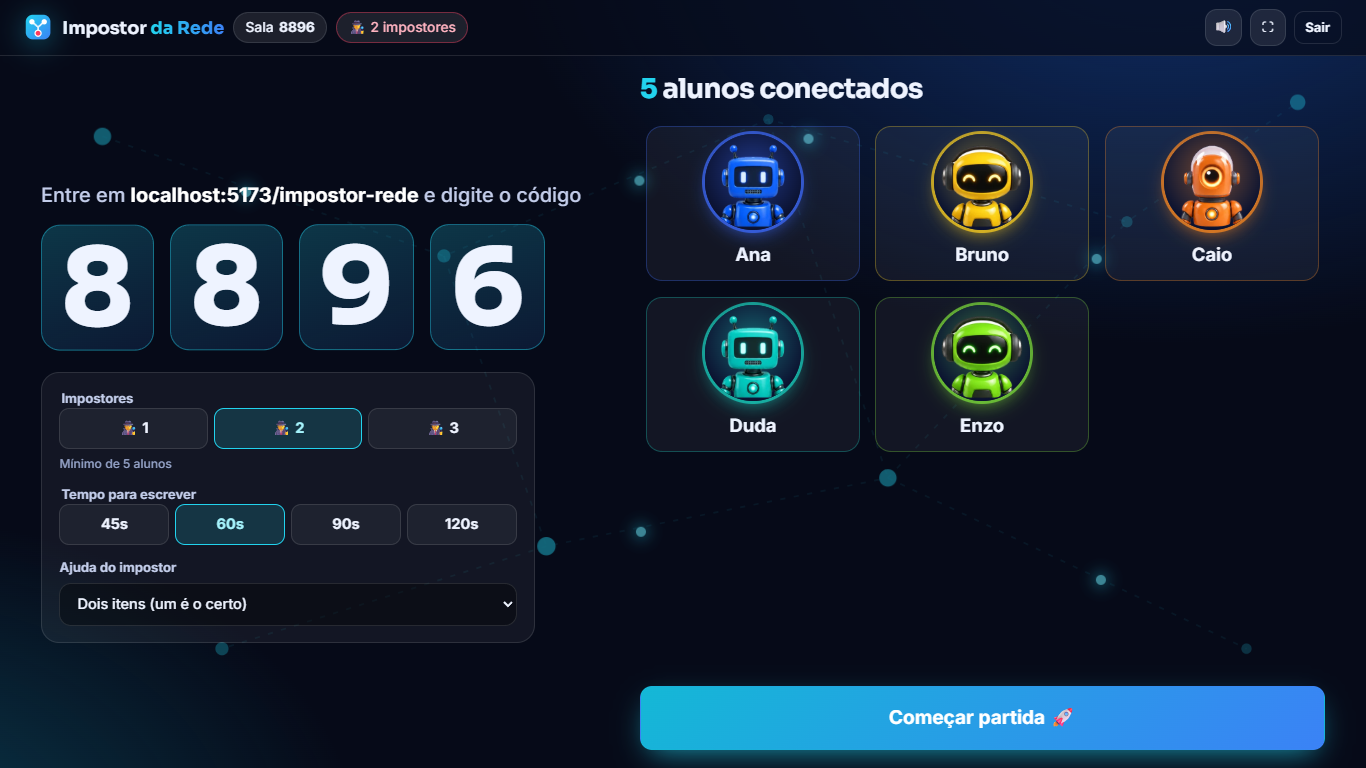 Impostor da Rede
Sala 8896
2 impostores
Sair
Entre em localhost:5173/impostor-rede e digite o código
8 8 9 6
Impostores
1
2
3
Mínimo de 5 alunos
Tempo para escrever
45s
60s
90s
120s
Ajuda do impostor
Dois itens (um é o certo)
5 alunos conectados
Ana
Bruno
Caio
Duda
Enzo
Começar partida 🚀